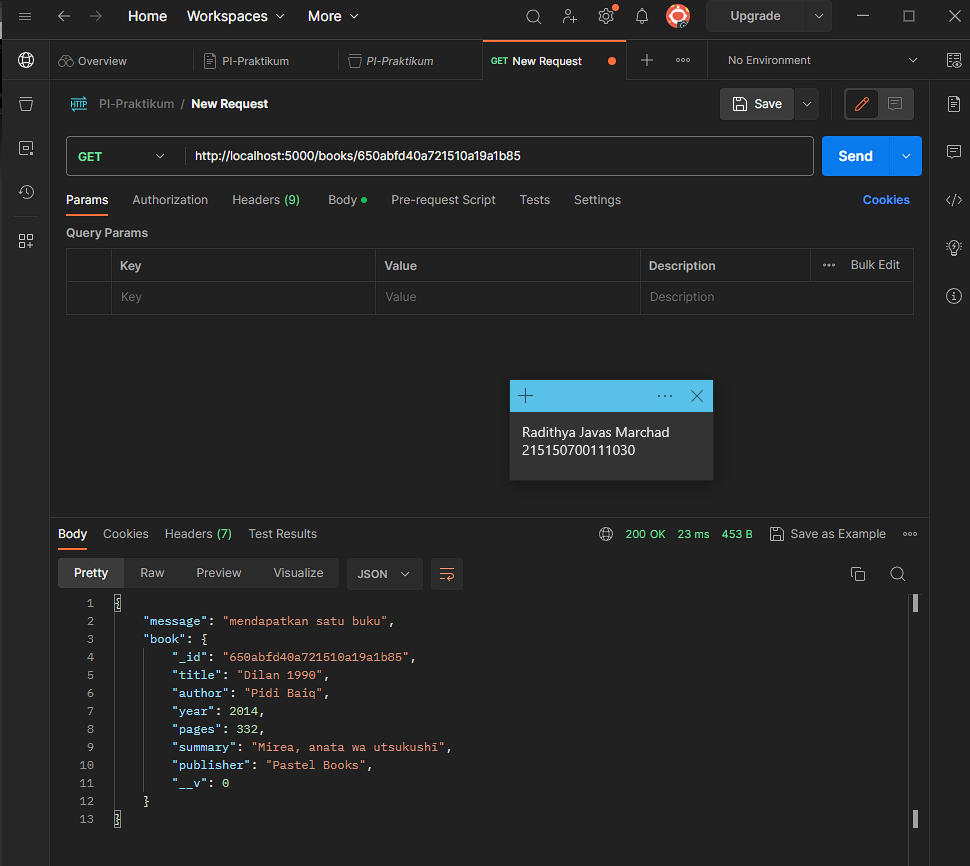 Home Workspaces More Upgrade
Overview PI-Praktikum PI-Praktikum GET New Request No Environment
HTTP PI-Praktikum / New Request Save
GET http://localhost:5000/books/650abfd40a721510a19a1b85 Send
Params Authorization Headers (9) Body Pre-request Script Tests Settings Cookies
Query Params
Key Value Description Bulk Edit
Key Value Description
Radithya Javas Marchad
215150700111030
Body Cookies Headers (7) Test Results 200 OK 23 ms 453 B Save as Example
Pretty Raw Preview Visualize JSON
1 {
2 "message": "mendapatkan satu buku",
3 "book": {
4 "_id": "650abfd40a721510a19a1b85",
5 "title": "Dilan 1990",
6 "author": "Pidi Baiq",
7 "year": 2014,
8 "pages": 332,
9 "summary": "Mirea, anata wa utsukushī",
10 "publisher": "Pastel Books",
11 "__v": 0
12 }
13 }